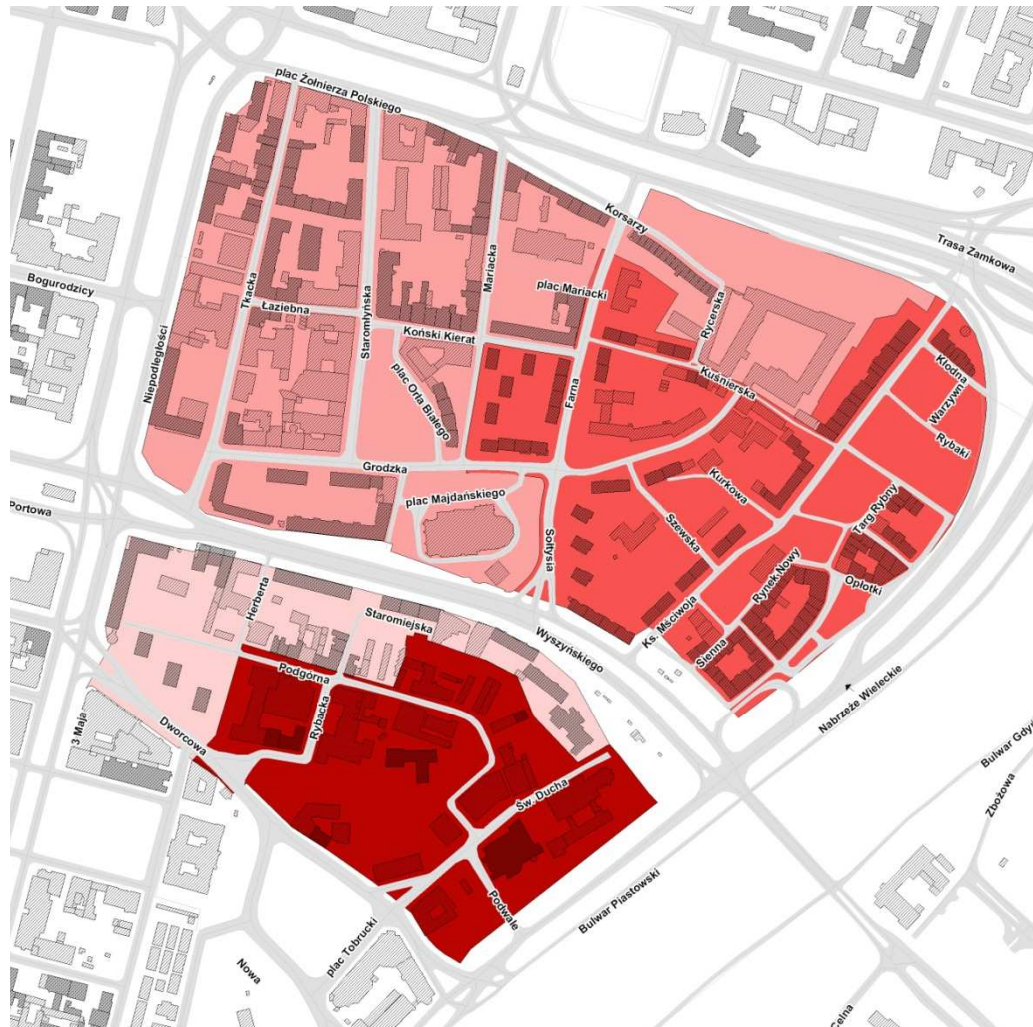 plac Żołnierza Polskiego
Korsarzy
Trasa Zamkowa
Bogurodzicy
Tkacka
Łaziebna
Staromłyńska
Mariacka
plac Mariacki
Rycerska
Koński Kierat
Niepodległości
plac Orła Białego
Farna
Kuśnierska
Kłodna
Warzywn
Rybaki
Grodzka
Kurkowa
plac Majdańskiego
Szewska
Targ Rybny
Portowa
Sołtysia
Rynek Nowy
Opłotki
Herberta
Staromiejska
Wyszyńskiego
Ks. Mściwoja
Sienna
Podgórna
Rybacka
Nabrzeże Wieleckie
3 Maja
Dworcowa
Bulwar Gdy
Zbożowa
Św. Ducha
Podwale
Bulwar Piastowski
plac Tobrucki
Nowa
Celna